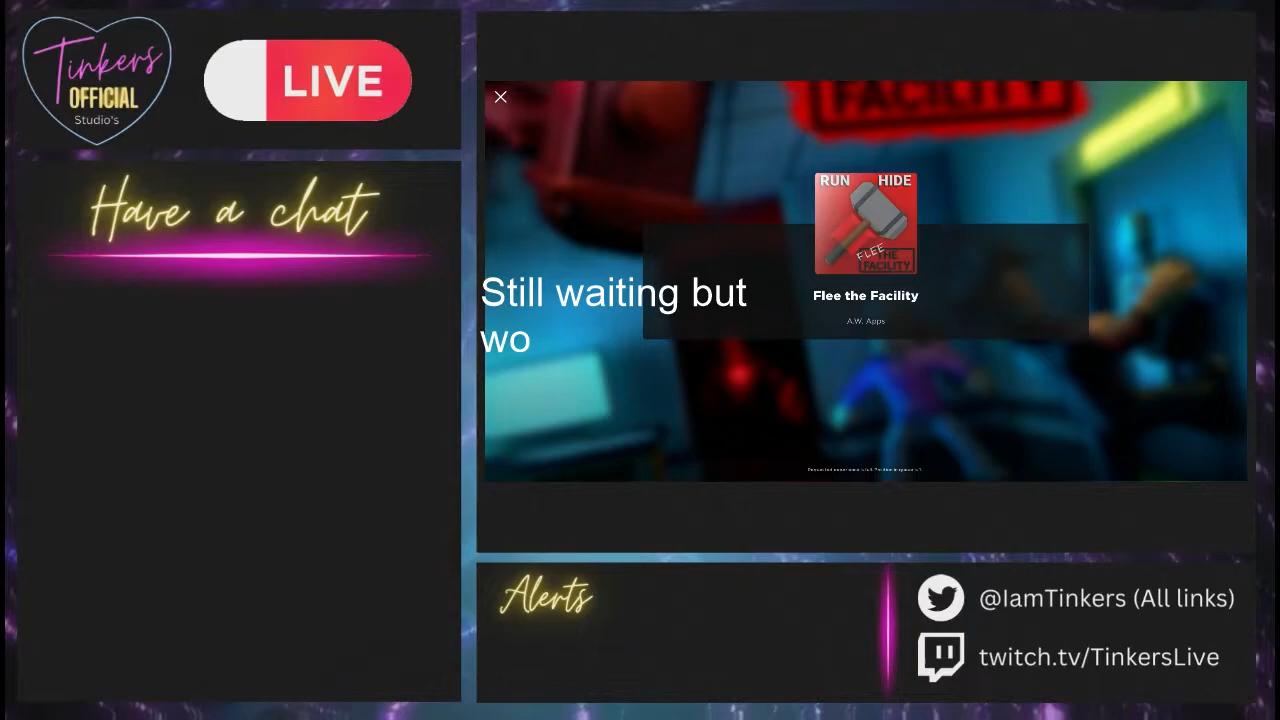 Tinkers
OFFICIAL
Studio's
LIVE
Have a chat
FACILITY
RUN HIDE
FLEE
THE
FACILITY
Flee the Facility
A.W. Apps
Still waiting but
wo
Alerts
@IamTinkers (All links)
twitch.tv/TinkersLive